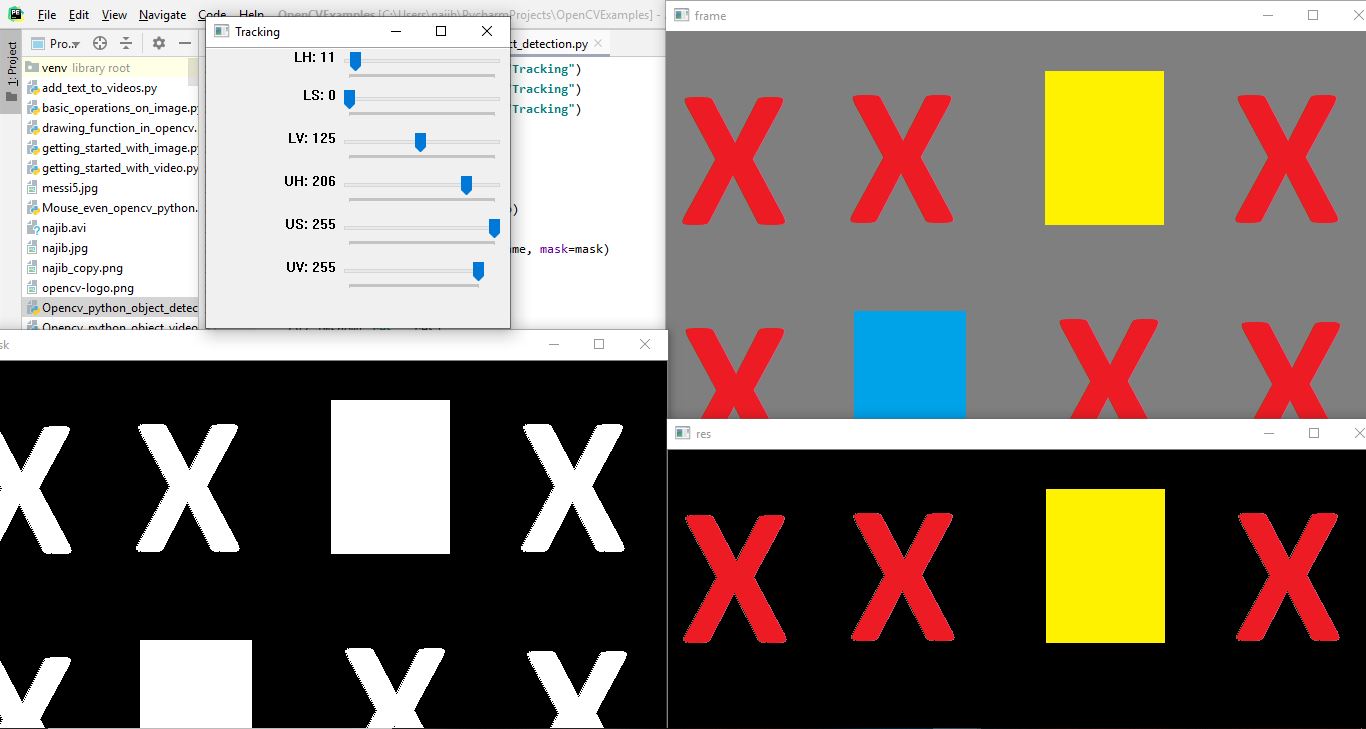 File Edit View Navigate Code Help OpenCVExamples [C:\Users\najib\PycharmProjects\OpenCVExamples] -
1: Project
Pro...
venv library root
add_text_to_videos.py
basic_operations_on_image.py
drawing_function_in_opencv.
getting_started_with_image.py
getting_started_with_video.py
messi5.jpg
Mouse_even_opencv_python.
najib.avi
najib.jpg
najib_copy.png
opencv-logo.png
Opencv_python_object_detec
Opencv_python_object_video
Tracking
LH: 11
LS: 0
LV: 125
UH: 206
US: 255
UV: 255
ct_detection.py
Tracking")
Tracking")
Tracking")
)
me, mask=mask)
frame
X X X
X X X
sk
X X X
X X X
res
X X X